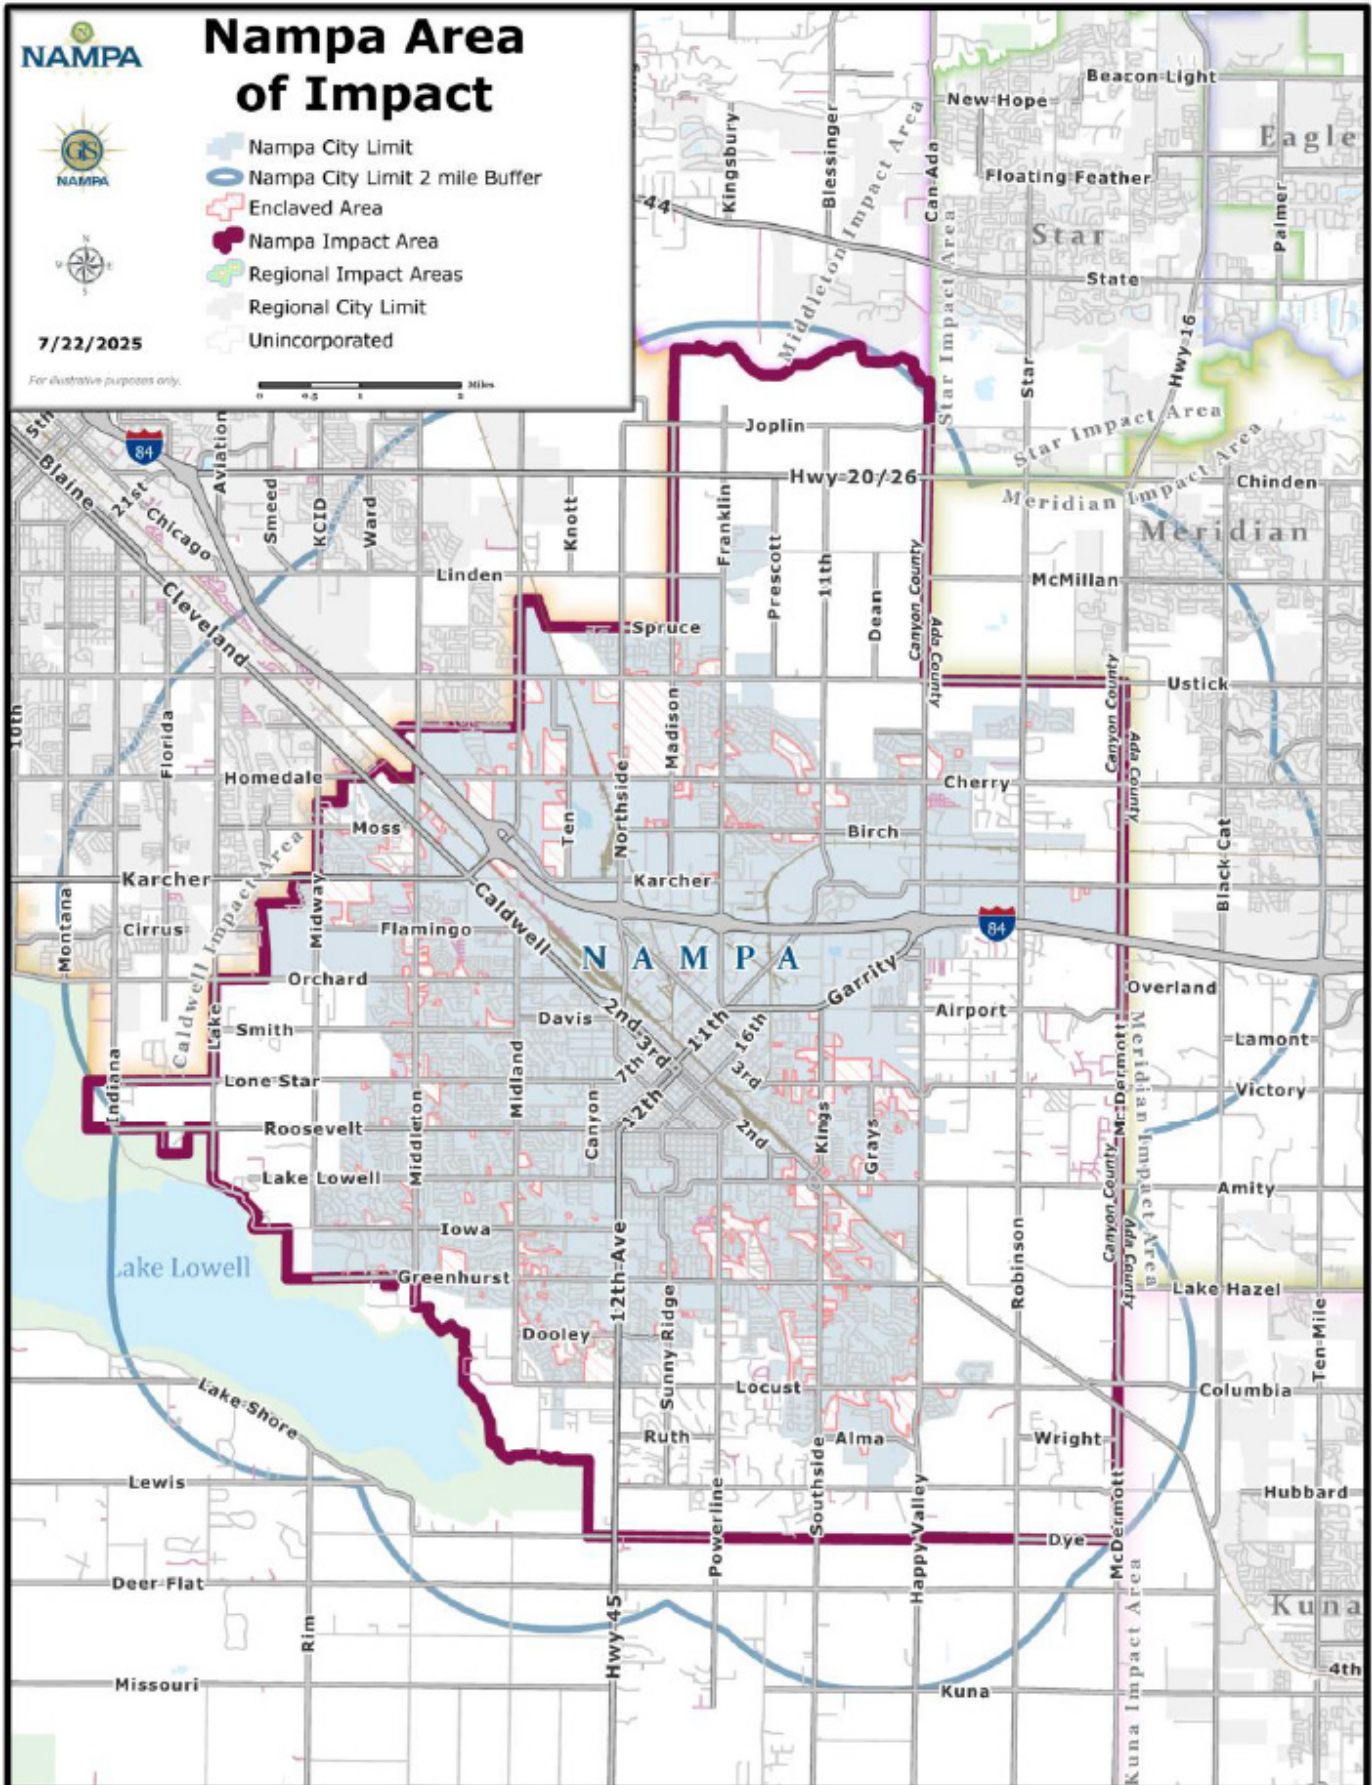 NAMPA
Nampa Area
of Impact
GIS
NAMPA
N
E
S
W
7/22/2025
For illustrative purposes only.
Nampa City Limit
Nampa City Limit 2 mile Buffer
Enclaved Area
Nampa Impact Area
Regional Impact Areas
Regional City Limit
Unincorporated
Miles
Beacon Light
New Hope
Eagle
Kingsbury
Blessinger
Middleton Impact Area
Can-Ada
Floating Feather
44
Star
Palmer
State
Star Impact Area
Hwy 16
Star
5th
84
Aviation
Joplin
Star Impact Area
Blaine
21st
Chicago
Smeed
KCID
Ward
Knott
Franklin
Hwy 20/26
Meridian Impact Area
Chinden
Meridian
Linden
Prescott
11th
Dean
Canyon County
Ada County
McMillan
Cleveland
Spruce
Canyon County
Ada County
Ustick
10th
Florida
Madison
Homedale
Northside
Cherry
Moss
Ten
Birch
Black Cat
Caldwell Impact Area
Karcher
Karcher
Montana
Cirrus
Midway
Flamingo
Caldwell
84
NAMPA
Garrity
Orchard
Overland
Lake
Smith
Davis
2nd-3rd
11th
16th
Airport
Lamont
McDermott
Meridian Impact Area
Indiana
Lone Star
Midland
7th
3rd
Victory
Roosevelt
Middleton
Canyon
12th
2nd
Kings
Grays
Canyon County
Ada County
Lake Lowell
Amity
Iowa
12th Ave
Robinson
Lake Lowell
Greenhurst
Lake Hazel
Dooley
Sunny Ridge
Ten Mile
Locust
Columbia
Lake Shore
Ruth
Alma
Wright
Lewis
Powerline
Southside
Happy Valley
McDermott
Hubbard
Dye
Deer Flat
Rim
Hwy 45
Kuna
Kuna Impact Area
Missouri
Kuna
4th